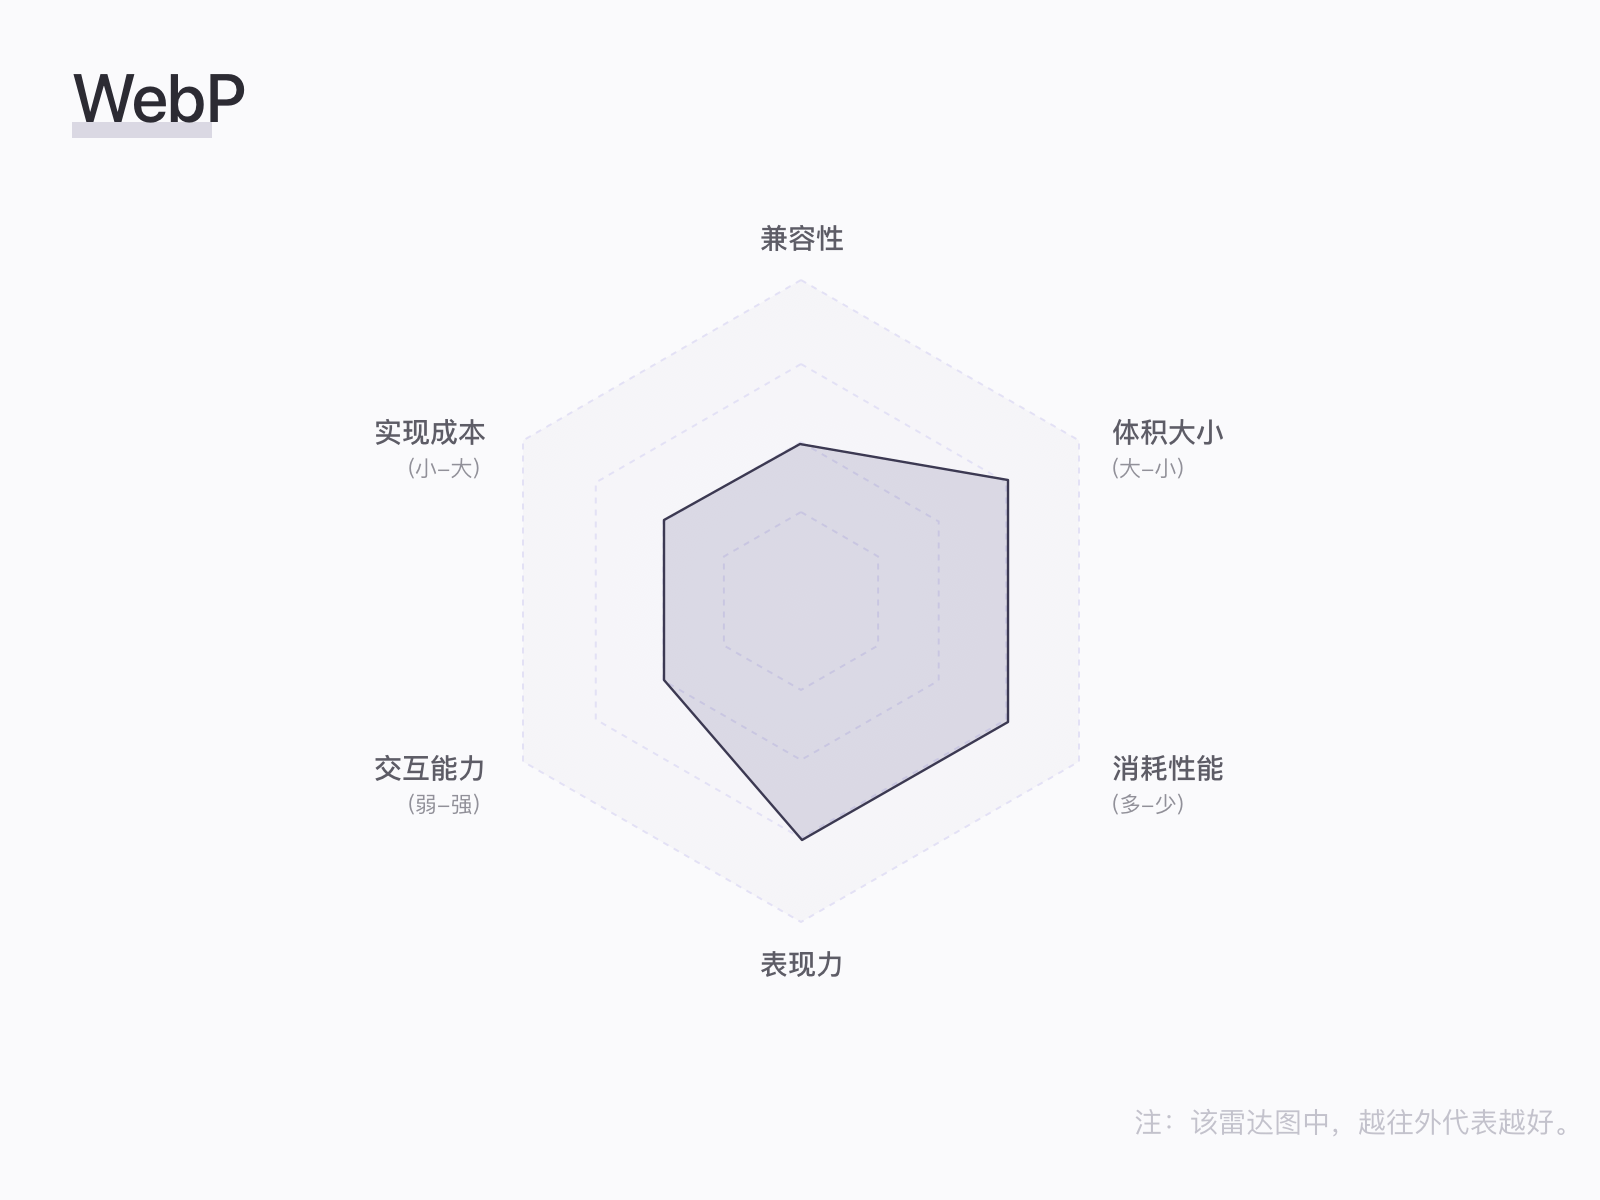 WebP
兼容性
实现成本
（小–大）
体积大小
（大–小）
交互能力
（弱–强）
消耗性能
（多–少）
表现力
注：该雷达图中，越往外代表越好。